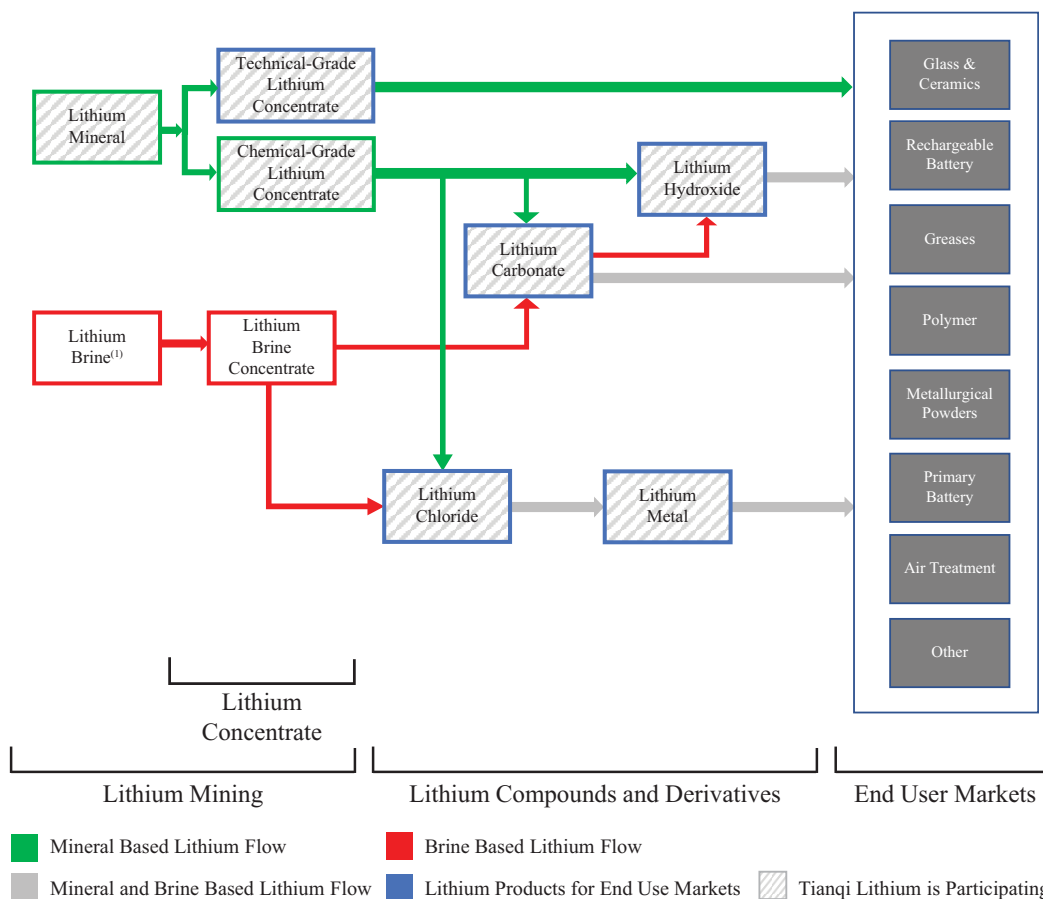 Technical-Grade
Lithium
Concentrate
Lithium
Mineral
Chemical-Grade
Lithium
Concentrate
Lithium
Hydroxide
Lithium
Carbonate
Lithium
Brine(1)
Lithium
Brine
Concentrate
Lithium
Chloride
Lithium
Metal
Glass &
Ceramics
Rechargeable
Battery
Greases
Polymer
Metallurgical
Powders
Primary
Battery
Air Treatment
Other
Lithium
Concentrate
Lithium Mining
Lithium Compounds and Derivatives
End User Markets
Mineral Based Lithium Flow
Brine Based Lithium Flow
Mineral and Brine Based Lithium Flow
Lithium Products for End Use Markets
Tianqi Lithium is Participating